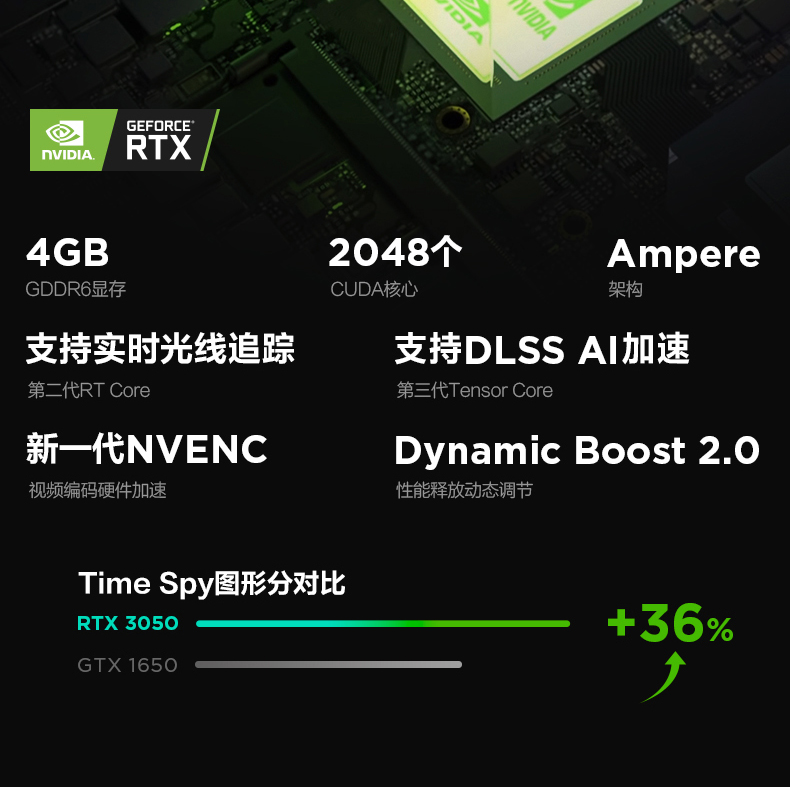 NVIDIA
NVIDIA
NVIDIA.
GEFORCE®
RTX
4GB
GDDR6显存
2048个
CUDA核心
Ampere
架构
支持实时光线追踪
第二代RT Core
支持DLSS AI加速
第三代Tensor Core
新一代NVENC
视频编码硬件加速
Dynamic Boost 2.0
性能释放动态调节
Time Spy图形分对比
RTX 3050
+36%
GTX 1650